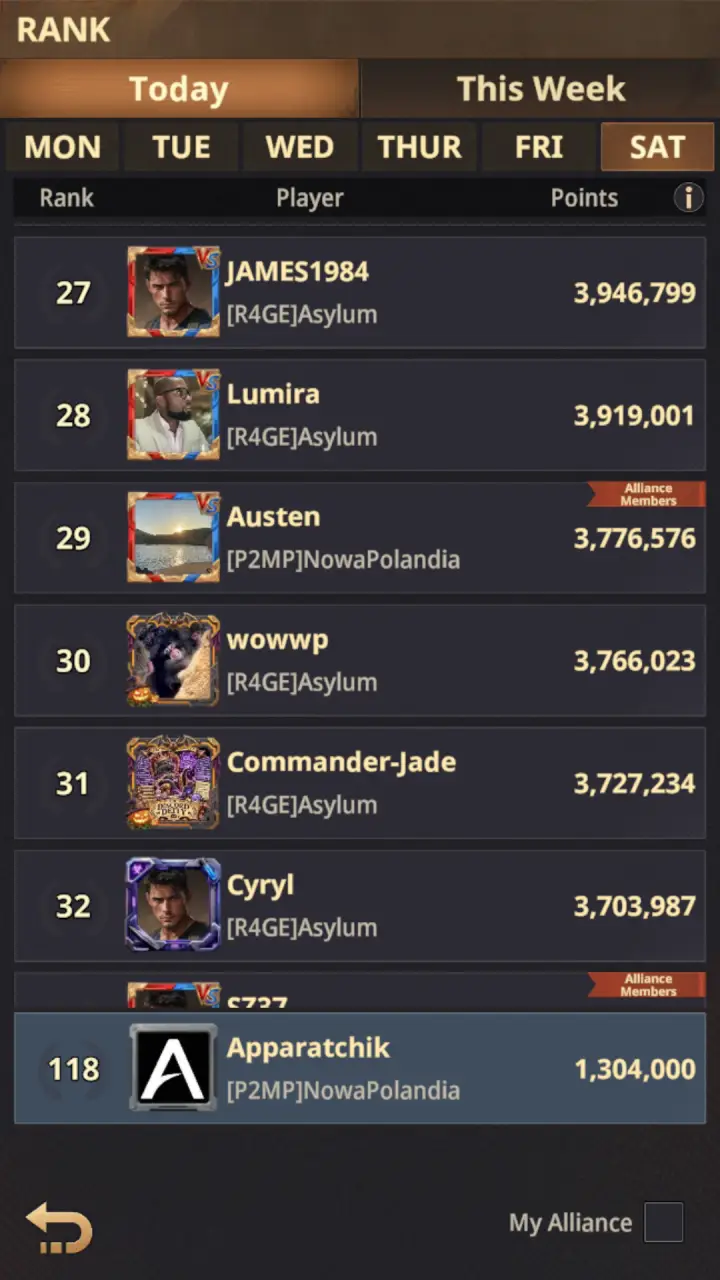 RANK
Today
This Week
MON TUE WED THUR FRI SAT
Rank Player Points i
27 JAMES1984 3,946,799
[R4GE]Asylum
28 Lumira 3,919,001
[R4GE]Asylum
Alliance Members
29 Austen 3,776,576
[P2MP]NowaPolandia
30 wowwp 3,766,023
[R4GE]Asylum
31 Commander-Jade 3,727,234
[R4GE]Asylum
32 Cyryl 3,703,987
[R4GE]Asylum
Alliance Members
118 Apparatchik 1,304,000
[P2MP]NowaPolandia
My Alliance